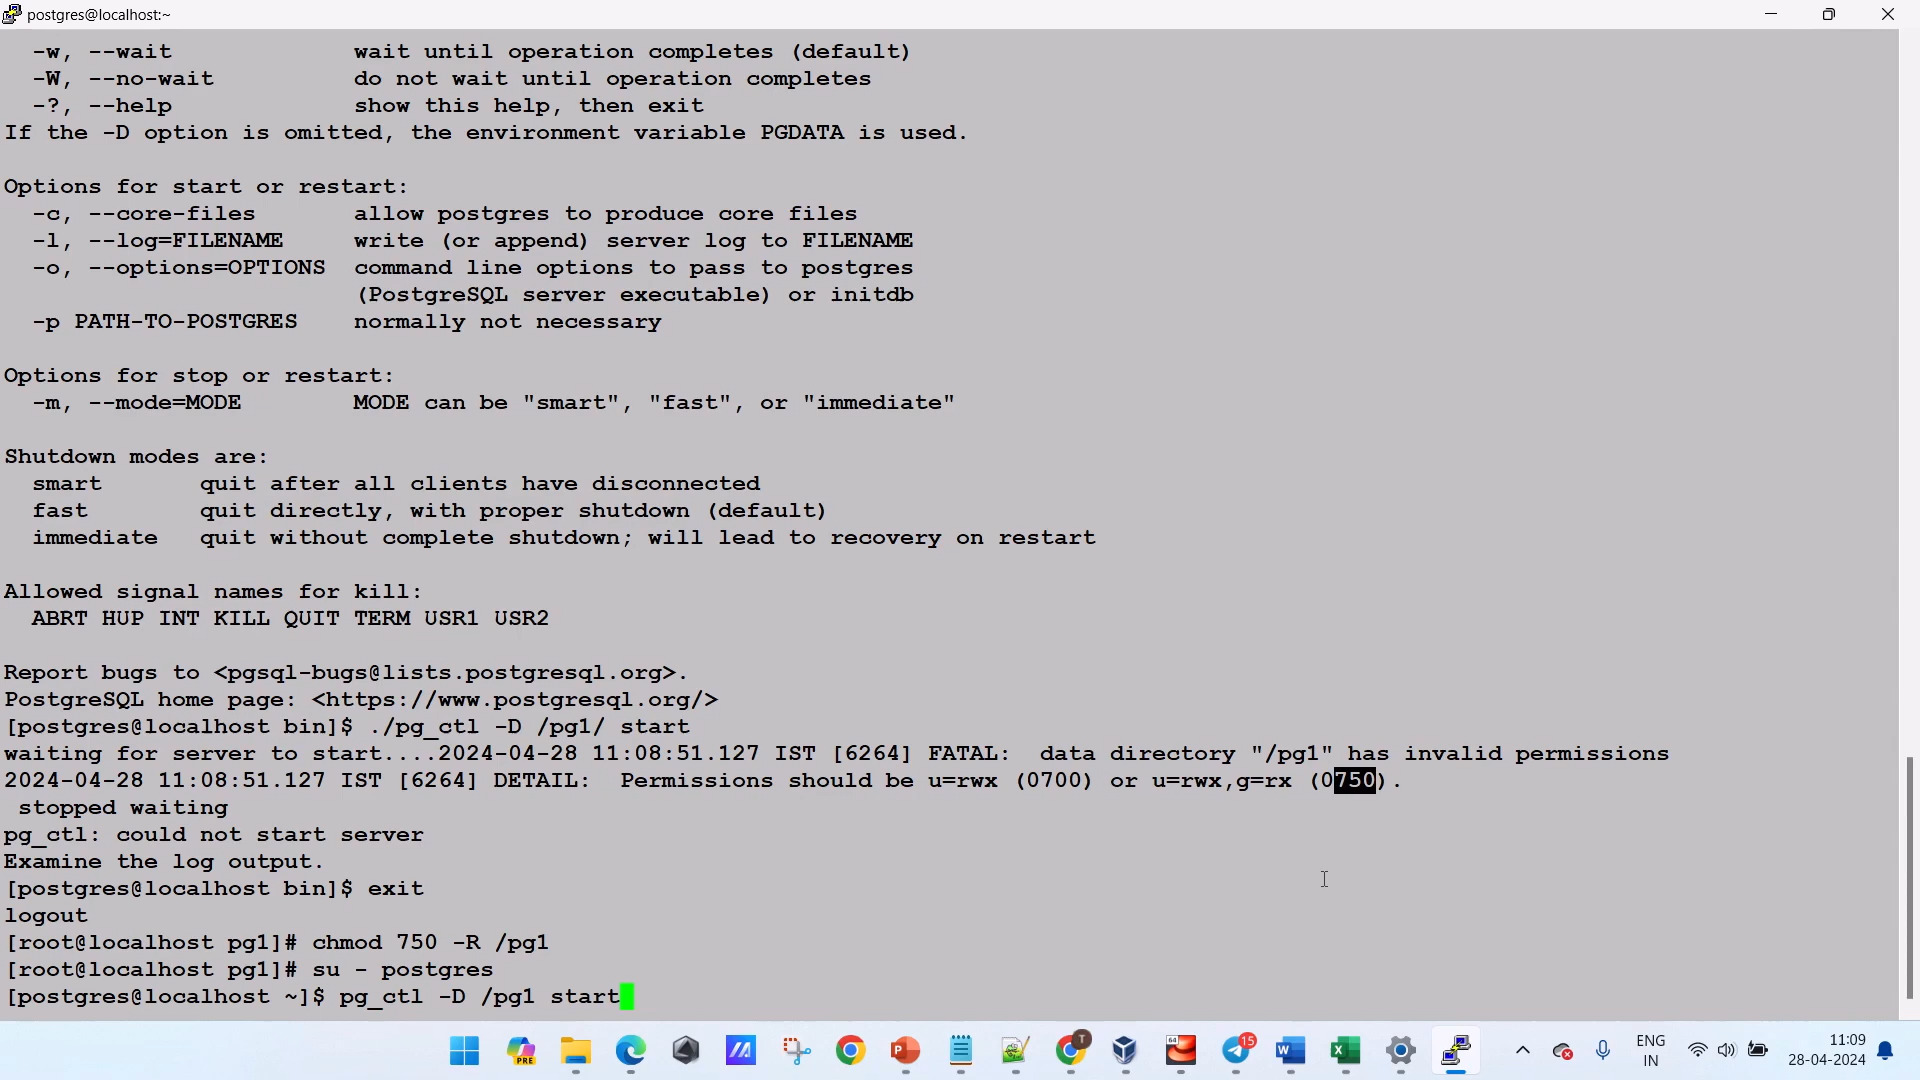 postgres@localhost:~
-w, --wait             wait until operation completes (default)
-W, --no-wait          do not wait until operation completes
-?, --help             show this help, then exit
If the -D option is omitted, the environment variable PGDATA is used.
Options for start or restart:
-c, --core-files       allow postgres to produce core files
-l, --log=FILENAME     write (or append) server log to FILENAME
-o, --options=OPTIONS  command line options to pass to postgres
(PostgreSQL server executable) or initdb
-p PATH-TO-POSTGRES    normally not necessary
Options for stop or restart:
-m, --mode=MODE        MODE can be "smart", "fast", or "immediate"
Shutdown modes are:
smart       quit after all clients have disconnected
fast        quit directly, with proper shutdown (default)
immediate   quit without complete shutdown; will lead to recovery on restart
Allowed signal names for kill:
ABRT HUP INT KILL QUIT TERM USR1 USR2
Report bugs to <pgsql-bugs@lists.postgresql.org>.
PostgreSQL home page: <https://www.postgresql.org/>
[postgres@localhost bin]$ ./pg_ctl -D /pg1/ start
waiting for server to start....2024-04-28 11:08:51.127 IST [6264] FATAL:  data directory "/pg1" has invalid permissions
2024-04-28 11:08:51.127 IST [6264] DETAIL:  Permissions should be u=rwx (0700) or u=rwx,g=rx (0750).
stopped waiting
pg_ctl: could not start server
Examine the log output.
[postgres@localhost bin]$ exit
logout
[root@localhost pg1]# chmod 750 -R /pg1
[root@localhost pg1]# su - postgres
[postgres@localhost ~]$ pg_ctl -D /pg1 start
PRE
P
T
64
15
W
X
ENG
IN
11:09
28-04-2024